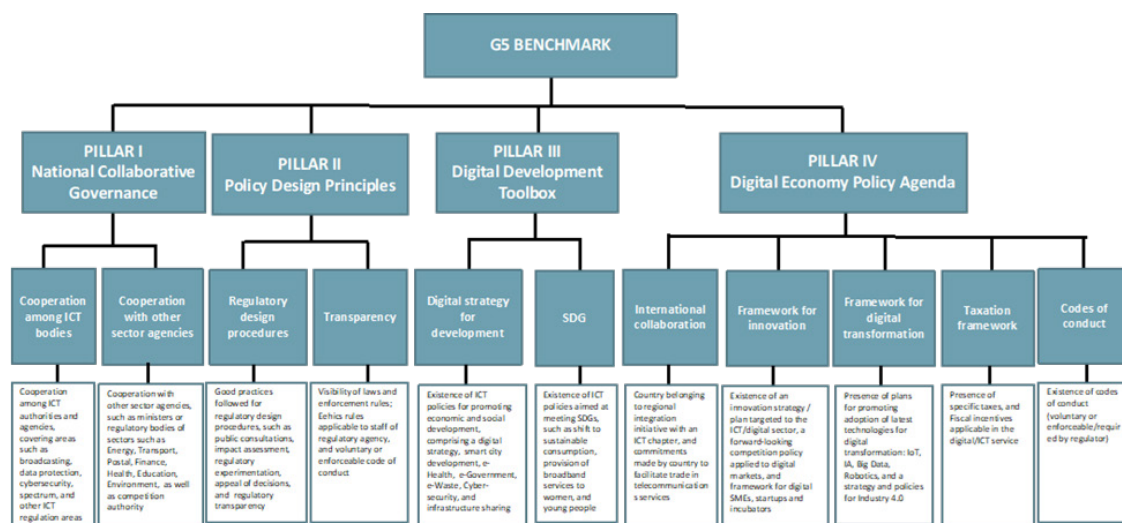 G5 BENCHMARK
PILLAR I
National Collaborative
Governance
PILLAR II
Policy Design Principles
PILLAR III
Digital Development
Toolbox
PILLAR IV
Digital Economy Policy Agenda
Cooperation
among ICT
bodies
Cooperation
with other
sector agencies
Regulatory
design
procedures
Transparency
Digital strategy
for
development
SDG
International
collaboration
Framework for
innovation
Framework for
digital
transformation
Taxation
framework
Codes of
conduct
Cooperation
among ICT
authorities and
agencies,
covering areas
such as
broadcasting,
data protection,
cybersecurity,
spectrum, and
other ICT
regulation areas
Cooperation with
other sector agencies,
such as ministers or
regulatory bodies of
sectors such as
Energy, Transport,
Postal, Finance,
Health, Education,
Environment, as well
as competition
authority
Good practices
followed for
regulatory design
procedures, such as
public consultations,
impact assessment,
regulatory
experimentation,
appeal of decisions,
and regulatory
transparency
Visibility of laws and
enforcement rules;
Eehics rules
applicable to staff of
regulatory agency,
and voluntary or
enforceable code of
conduct
Existence of ICT
policies for promoting
economic and social
development,
comprising a digital
strategy, smart city
development, e-
Health, e-Government,
e-Waste, Cyber-
security, and
infrastructure sharing
Existence of ICT
policies aimed at
meeting SDGs,
such as shift to
sustainable
consumption,
provision of
broadband
services to
women, and
young people
Country belonging to
regional integration
initiative with an
ICT chapter, and
commitments
made by country to
facilitate trade in
telecommunication
s services
Existence of an
innovation strategy /
plan targeted to the
ICT/digital sector, a
forward-looking
competition policy
applied to digital
markets, and
framework for digital
SMEs, startups and
incubators
Presence of plans
for promoting
adoption of latest
technologies for
digital
transformation: IoT,
IA, Big Data,
Robotics, and a
strategy and policies
for Industry 4.0
Presence of
specific taxes, and
Fiscal incentives
applicable in the
digital/ICT service
Existence of codes
of conduct
(voluntary or
enforceable/requir
ed by regulator)